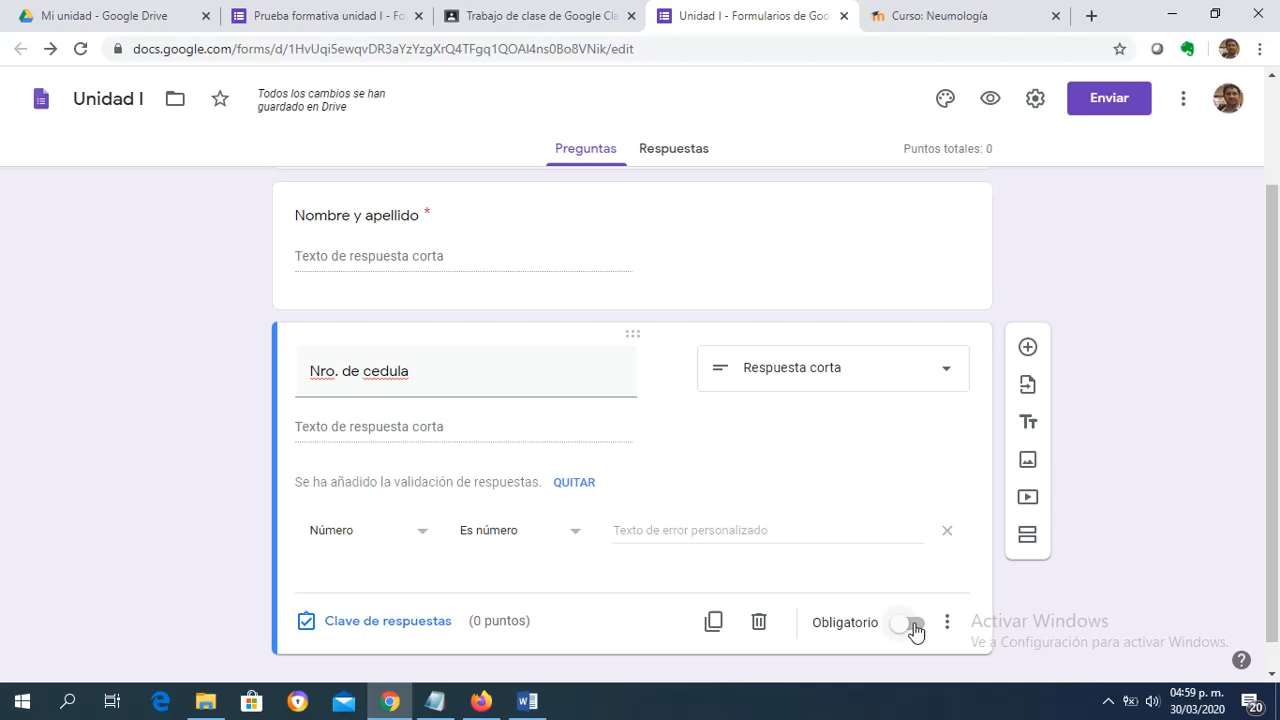 Mi unidad - Google Drive
Prueba formativa unidad I - F
Trabajo de clase de Google Cla
Unidad I - Formularios de Goo
Curso: Neumología
docs.google.com/forms/d/1HvUqi5ewqvDR3aYzYzgXrQ4TFgq1QOAl4ns0Bo8VNik/edit
Unidad I
Todos los cambios se han
guardado en Drive
Enviar
Preguntas
Respuestas
Puntos totales: 0
Nombre y apellido *
Texto de respuesta corta
Nro. de cedula
Respuesta corta
Texto de respuesta corta
Se ha añadido la validación de respuestas. QUITAR
Número
Es número
Texto de error personalizado
Clave de respuestas (0 puntos)
Obligatorio
Activar Windows
Ve a Configuración para activar Windows.
04:59 p. m.
30/03/2020
20